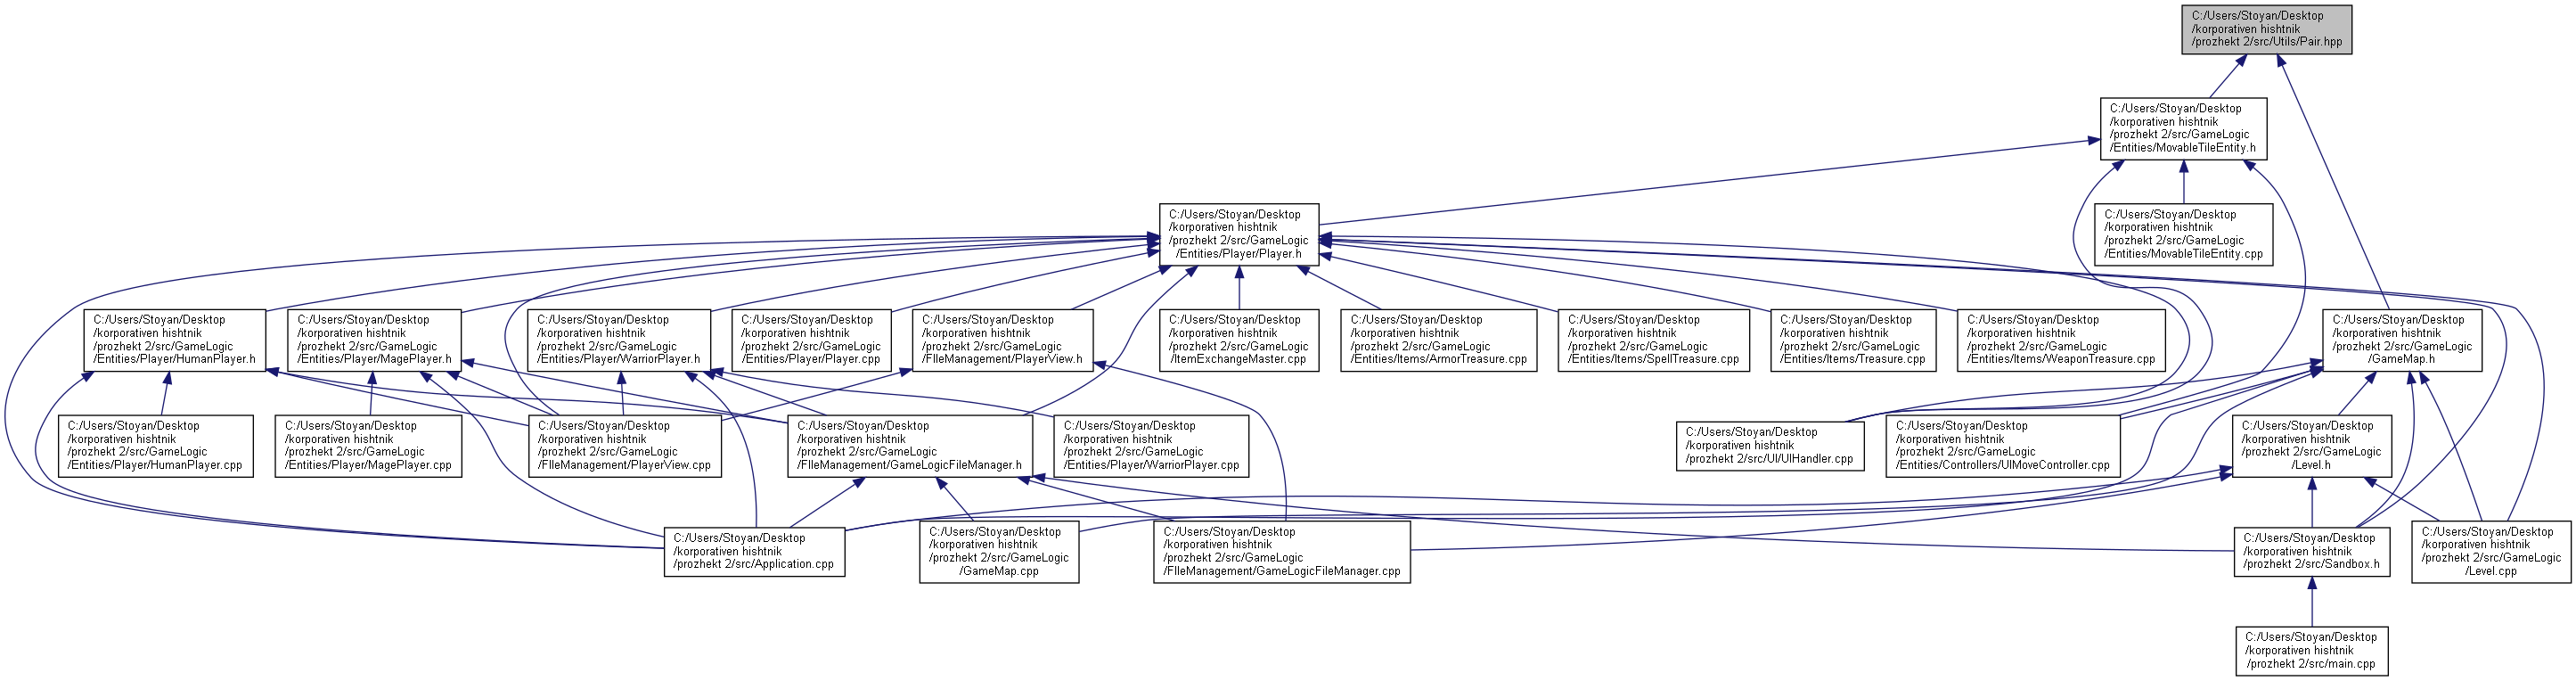 C:/Users/Stoyan/Desktop
/korporativen hishtnik
/prozhekt 2/src/Utils/Pair.hpp
C:/Users/Stoyan/Desktop
/korporativen hishtnik
/prozhekt 2/src/GameLogic
/Entities/MovableTileEntity.h
C:/Users/Stoyan/Desktop
/korporativen hishtnik
/prozhekt 2/src/GameLogic
/Entities/Player/Player.h
C:/Users/Stoyan/Desktop
/korporativen hishtnik
/prozhekt 2/src/GameLogic
/Entities/MovableTileEntity.cpp
C:/Users/Stoyan/Desktop
/korporativen hishtnik
/prozhekt 2/src/GameLogic
/Entities/Player/HumanPlayer.h
C:/Users/Stoyan/Desktop
/korporativen hishtnik
/prozhekt 2/src/GameLogic
/Entities/Player/MagePlayer.h
C:/Users/Stoyan/Desktop
/korporativen hishtnik
/prozhekt 2/src/GameLogic
/Entities/Player/WarriorPlayer.h
C:/Users/Stoyan/Desktop
/korporativen hishtnik
/prozhekt 2/src/GameLogic
/Entities/Player/Player.cpp
C:/Users/Stoyan/Desktop
/korporativen hishtnik
/prozhekt 2/src/GameLogic
/FIleManagement/PlayerView.h
C:/Users/Stoyan/Desktop
/korporativen hishtnik
/prozhekt 2/src/GameLogic
/ItemExchangeMaster.cpp
C:/Users/Stoyan/Desktop
/korporativen hishtnik
/prozhekt 2/src/GameLogic
/Entities/Items/ArmorTreasure.cpp
C:/Users/Stoyan/Desktop
/korporativen hishtnik
/prozhekt 2/src/GameLogic
/Entities/Items/SpellTreasure.cpp
C:/Users/Stoyan/Desktop
/korporativen hishtnik
/prozhekt 2/src/GameLogic
/Entities/Items/Treasure.cpp
C:/Users/Stoyan/Desktop
/korporativen hishtnik
/prozhekt 2/src/GameLogic
/Entities/Items/WeaponTreasure.cpp
C:/Users/Stoyan/Desktop
/korporativen hishtnik
/prozhekt 2/src/GameLogic
/GameMap.h
C:/Users/Stoyan/Desktop
/korporativen hishtnik
/prozhekt 2/src/GameLogic
/Entities/Player/HumanPlayer.cpp
C:/Users/Stoyan/Desktop
/korporativen hishtnik
/prozhekt 2/src/GameLogic
/Entities/Player/MagePlayer.cpp
C:/Users/Stoyan/Desktop
/korporativen hishtnik
/prozhekt 2/src/GameLogic
/FIleManagement/PlayerView.cpp
C:/Users/Stoyan/Desktop
/korporativen hishtnik
/prozhekt 2/src/GameLogic
/FIleManagement/GameLogicFileManager.h
C:/Users/Stoyan/Desktop
/korporativen hishtnik
/prozhekt 2/src/GameLogic
/Entities/Player/WarriorPlayer.cpp
C:/Users/Stoyan/Desktop
/korporativen hishtnik
/prozhekt 2/src/UI/UIHandler.cpp
C:/Users/Stoyan/Desktop
/korporativen hishtnik
/prozhekt 2/src/GameLogic
/Entities/Controllers/UIMoveController.cpp
C:/Users/Stoyan/Desktop
/korporativen hishtnik
/prozhekt 2/src/GameLogic
/Level.h
C:/Users/Stoyan/Desktop
/korporativen hishtnik
/prozhekt 2/src/Application.cpp
C:/Users/Stoyan/Desktop
/korporativen hishtnik
/prozhekt 2/src/GameLogic
/GameMap.cpp
C:/Users/Stoyan/Desktop
/korporativen hishtnik
/prozhekt 2/src/GameLogic
/FIleManagement/GameLogicFileManager.cpp
C:/Users/Stoyan/Desktop
/korporativen hishtnik
/prozhekt 2/src/Sandbox.h
C:/Users/Stoyan/Desktop
/korporativen hishtnik
/prozhekt 2/src/GameLogic
/Level.cpp
C:/Users/Stoyan/Desktop
/korporativen hishtnik
/prozhekt 2/src/main.cpp